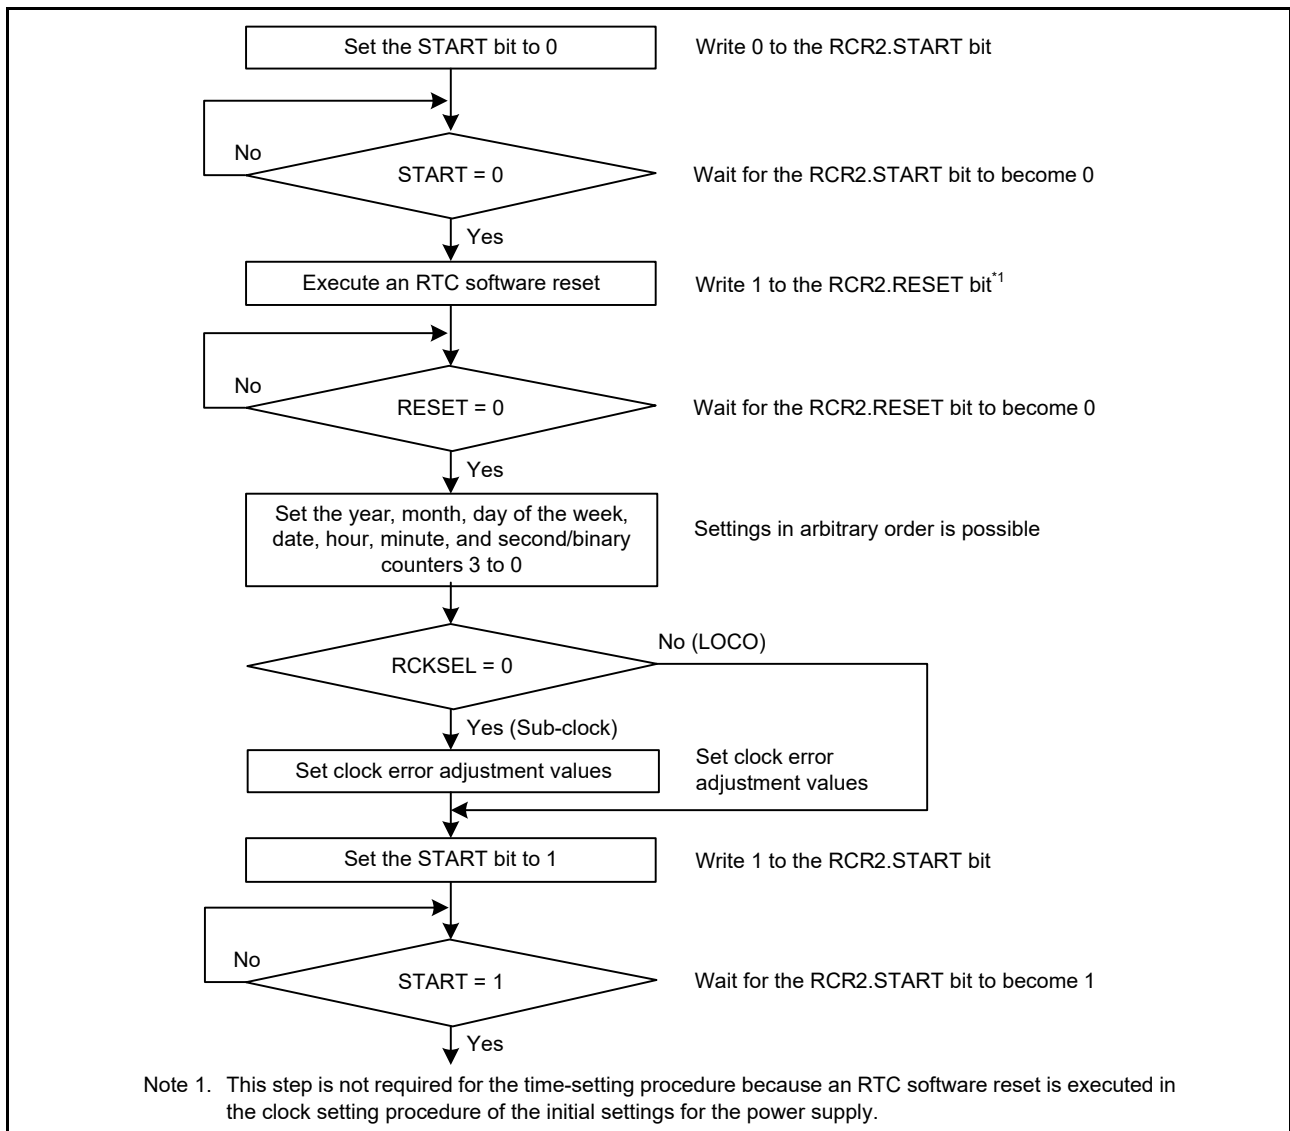 Set the START bit to 0
Write 0 to the RCR2.START bit
No
START = 0
Wait for the RCR2.START bit to become 0
Yes
Execute an RTC software reset
Write 1 to the RCR2.RESET bit*1
No
RESET = 0
Wait for the RCR2.RESET bit to become 0
Yes
Set the year, month, day of the week,
date, hour, minute, and second/binary
counters 3 to 0
Settings in arbitrary order is possible
No (LOCO)
RCKSEL = 0
Yes (Sub-clock)
Set clock error adjustment values
Set clock error
adjustment values
Set the START bit to 1
Write 1 to the RCR2.START bit
No
START = 1
Wait for the RCR2.START bit to become 1
Yes
Note 1. This step is not required for the time-setting procedure because an RTC software reset is executed in
the clock setting procedure of the initial settings for the power supply.